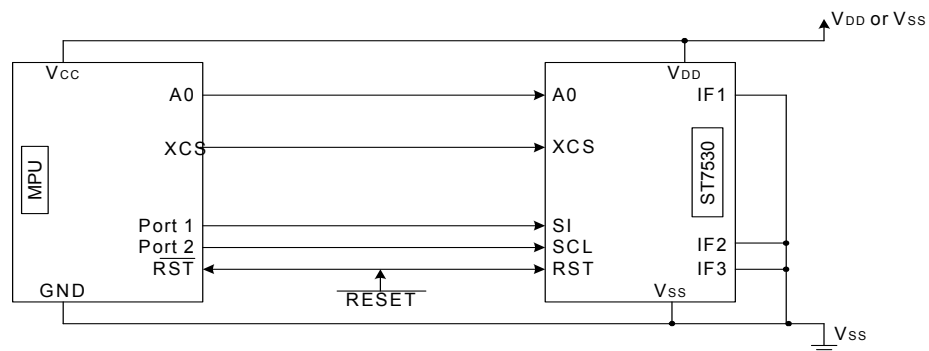 VDD or VSS
VCC
VDD
A0
A0
IF1
XCS
XCS
MPU
ST7530
Port 1
SI
Port 2
SCL
IF2
RST
RST
IF3
GND
RESET
VSS
VSS